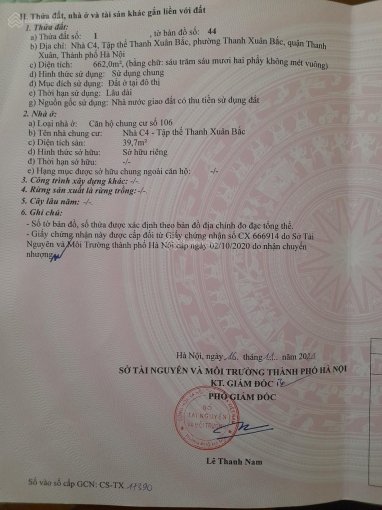 II. Thửa đất, nhà ở và tài sản khác gắn liền với đất
1. Thửa đất:
a) Thửa đất số: 1 , tờ bản đồ số: 44
b) Địa chỉ: Nhà C4, Tập thể Thanh Xuân Bắc, phường Thanh Xuân Bắc, quận Thanh
Xuân, Thành phố Hà Nội
c) Diện tích: 662,0m², (bằng chữ: sáu trăm sáu mươi hai phẩy không mét vuông)
d) Hình thức sử dụng: Sử dụng chung
đ) Mục đích sử dụng: Đất ở tại đô thị
e) Thời hạn sử dụng: Lâu dài
g) Nguồn gốc sử dụng: Nhà nước giao đất có thu tiền sử dụng đất
2. Nhà ở:
a) Loại nhà ở: Căn hộ chung cư số 106
b) Tên nhà chung cư: Nhà C4 - Tập thể Thanh Xuân Bắc
c) Diện tích sàn: 39,7m²
d) Hình thức sở hữu: Sở hữu riêng
đ) Thời hạn sở hữu: -/-
e) Hạng mục được sở hữu chung ngoài căn hộ: -/-
3. Công trình xây dựng khác: -/-
4. Rừng sản xuất là rừng trồng: -/-
5. Cây lâu năm: -/-
6. Ghi chú:
- Số tờ bản đồ, số thửa được xác định theo bản đồ địa chính đo đạc tổng thể.
- Giấy chứng nhận này được cấp đổi từ Giấy chứng nhận số CX 666914 do Sở Tài
Nguyên và Môi Trường thành phố Hà Nội cấp ngày 02/10/2020 do nhận chuyển
nhượng
Hà Nội, ngày 16 tháng 11 năm
SỞ TÀI NGUYÊN VÀ MÔI TRƯỜNG THÀNH PHỐ HÀ NỘI
KT. GIÁM ĐỐC
PHÓ GIÁM ĐỐC
SỞ
TÀI NGUYÊN
VÀ MÔI TRƯỜNG
Lê Thanh Nam
Số vào sổ cấp GCN: CS-TX 17390